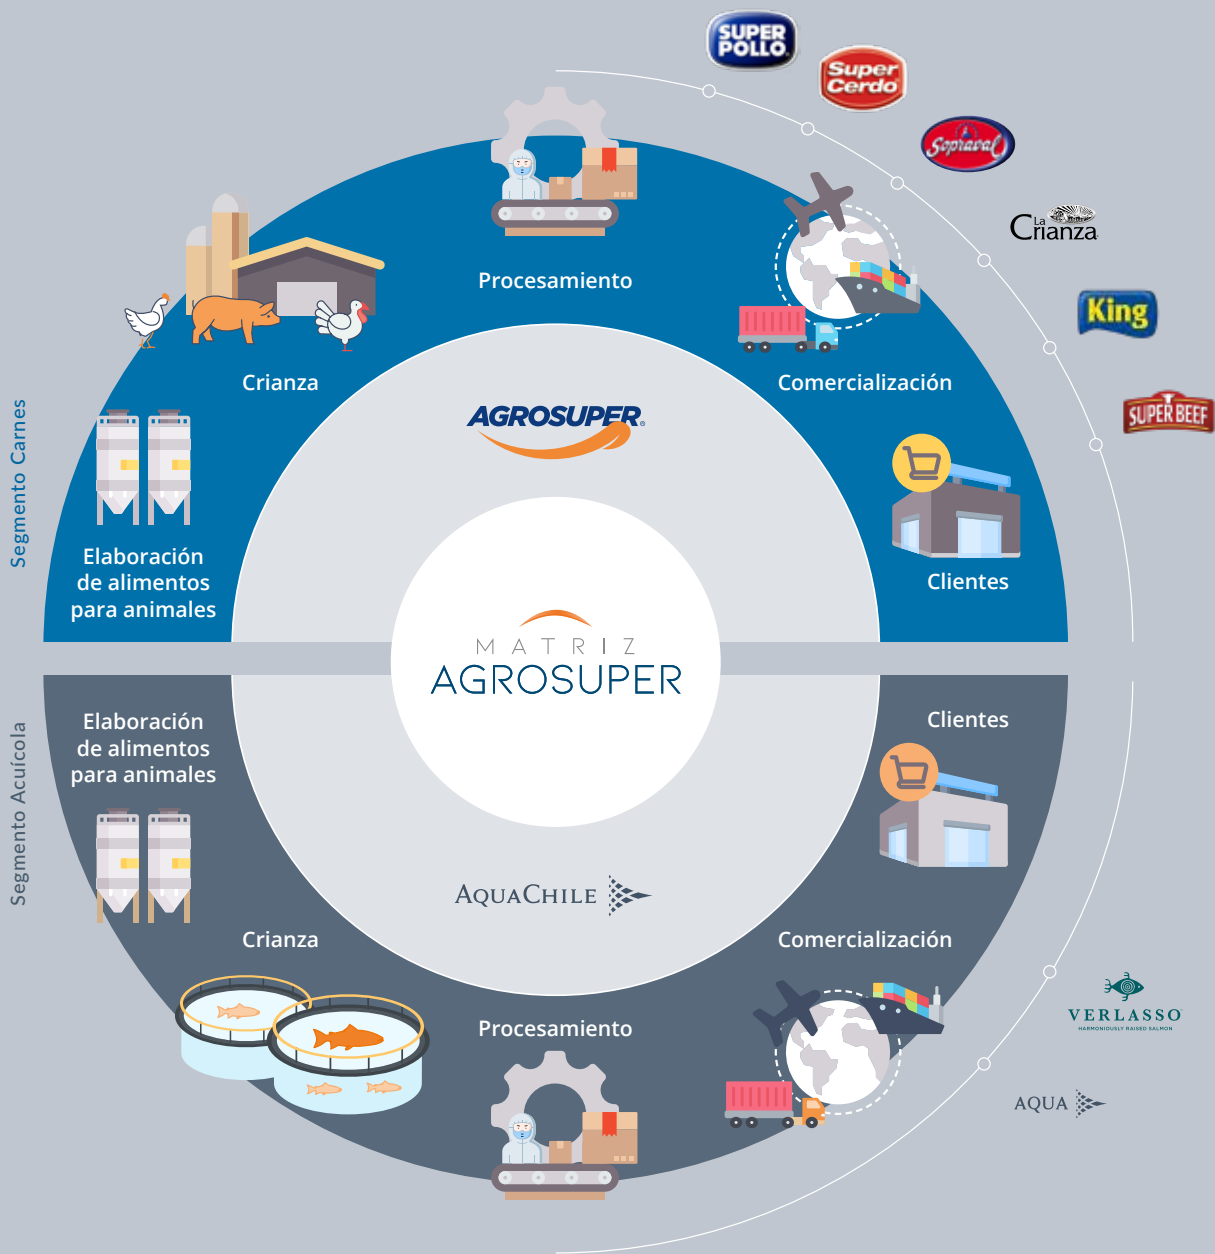 SUPER
POLLO
Super
Cerdo
Sopraval
La
Crianza
King
SUPER BEEF
Segmento Carnes
Procesamiento
Crianza
Comercialización
AGROSUPER®
Elaboración
de alimentos
para animales
Clientes
MATRIZ
AGROSUPER
Segmento Acuícola
Elaboración
de alimentos
para animales
Clientes
AQUACHILE
Crianza
Comercialización
Procesamiento
VERLASSO
HARMONIOUSLY RAISED SALMON
AQUA